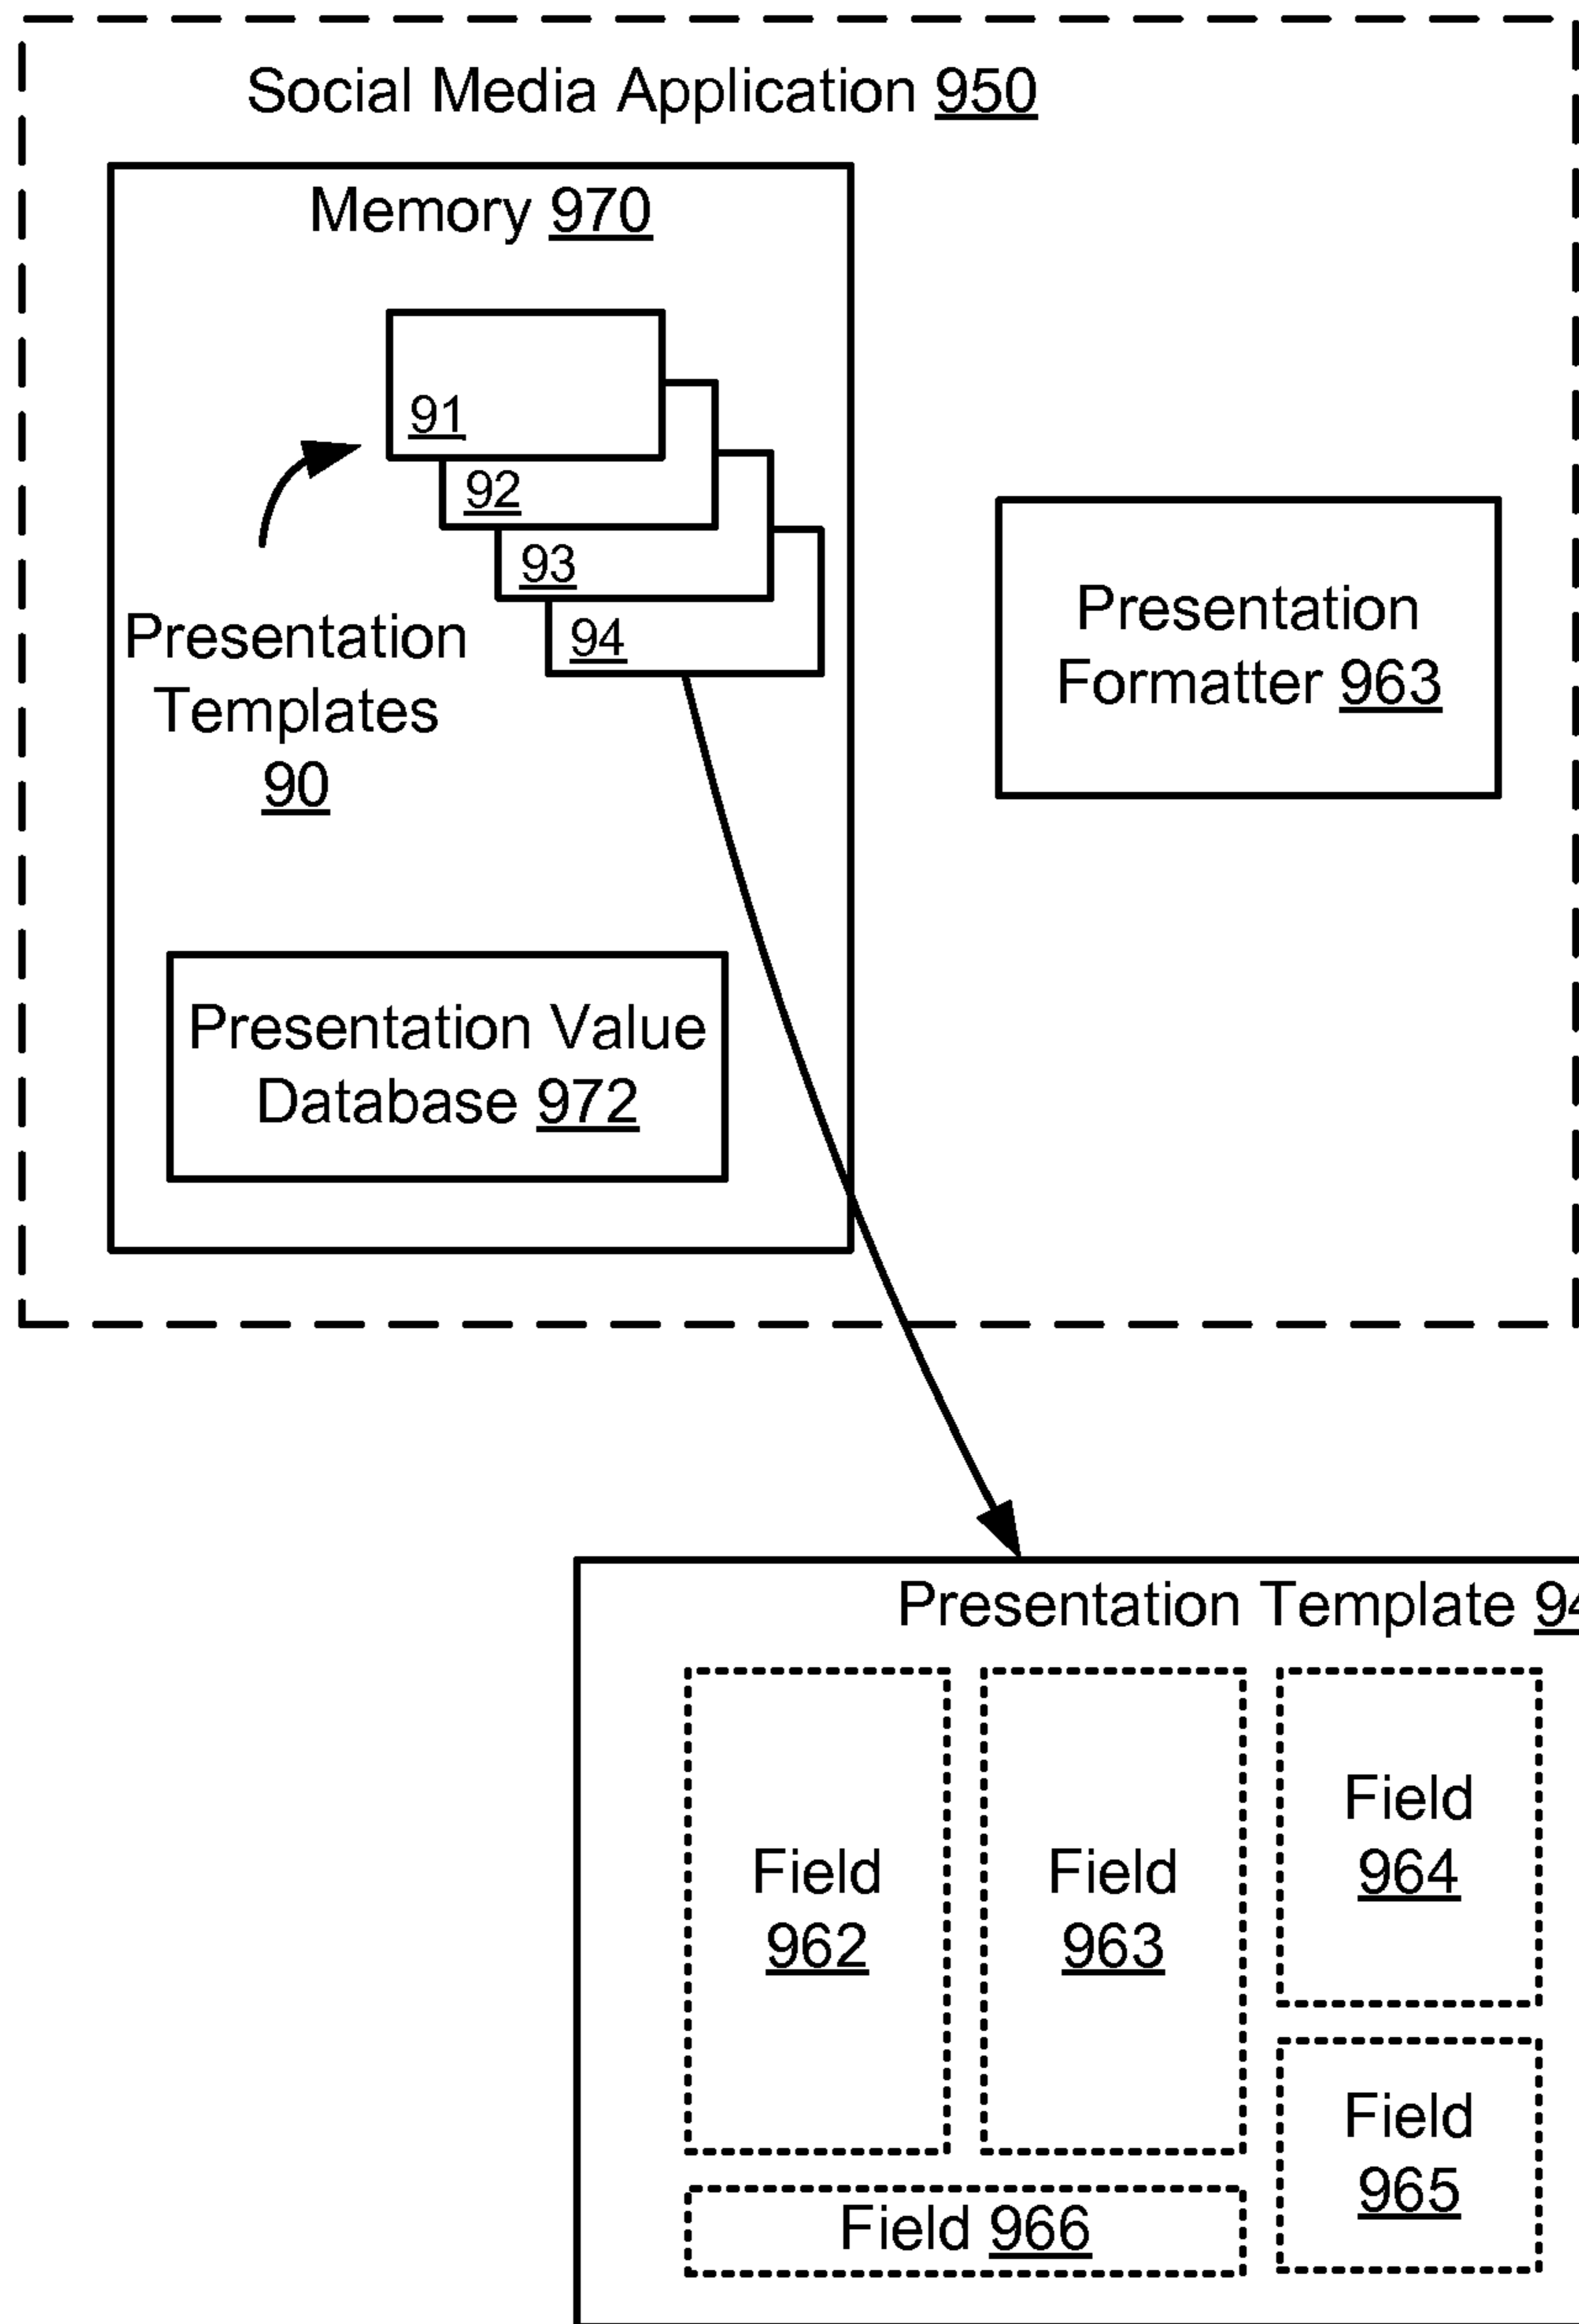 Social Media Application 950
Memory 970
91
92
93
94
Presentation
Templates
90
Presentation
Formatter 963
Presentation Value
Database 972
Presentation Template 94
Field
962
Field
963
Field
964
Field
965
Field 966